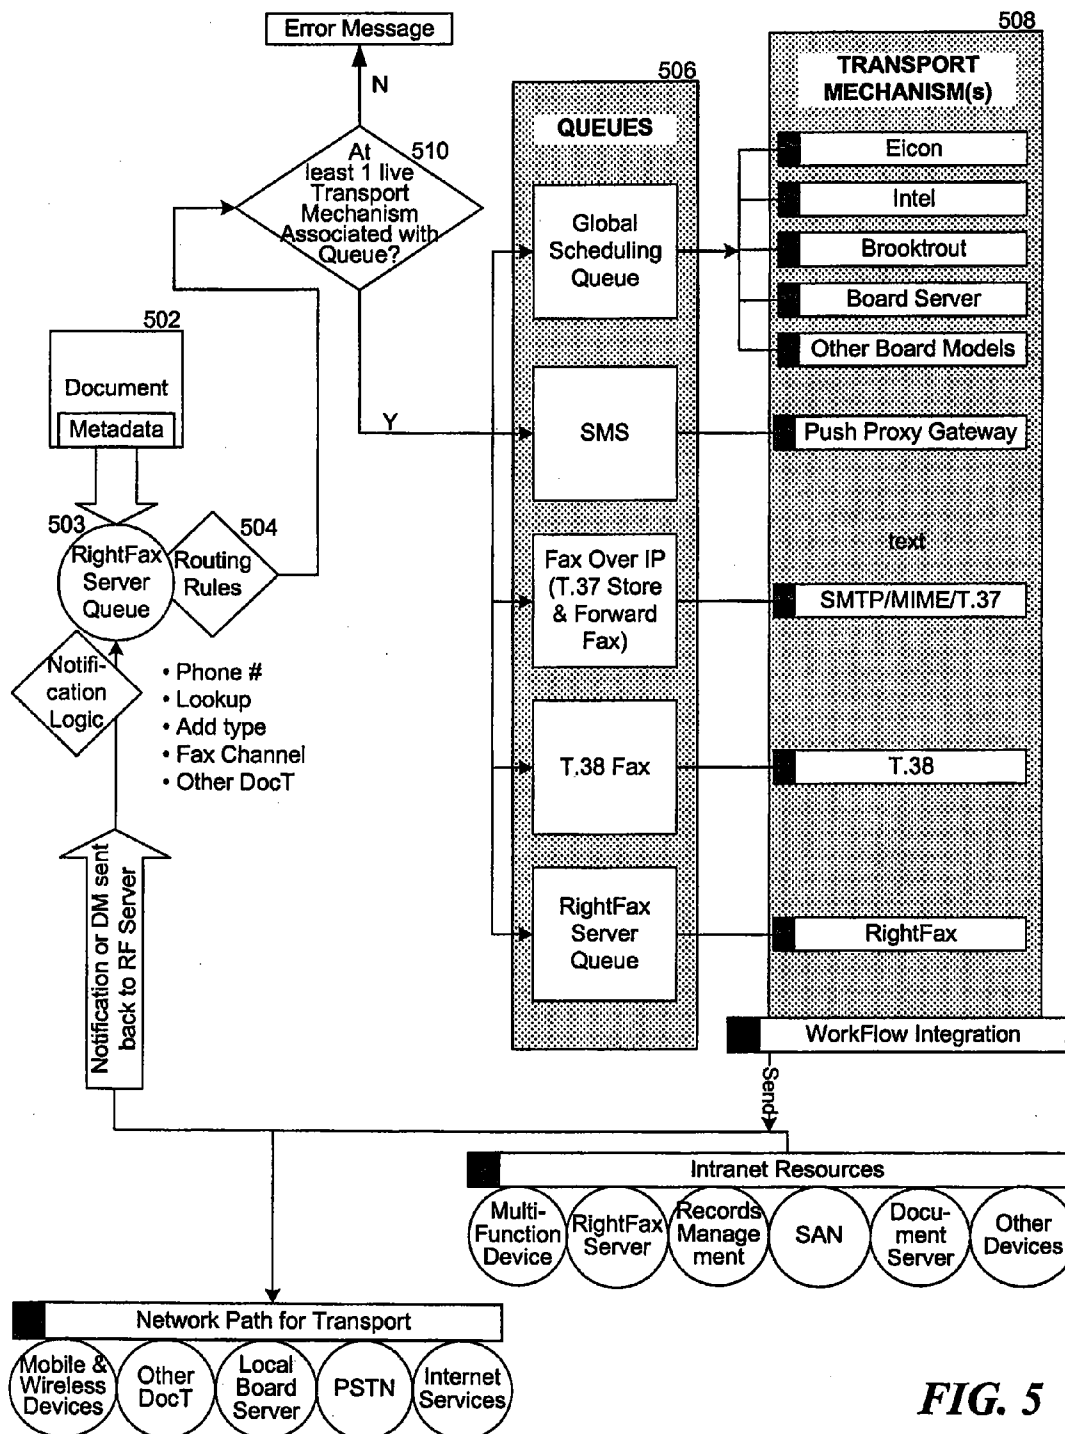 Error Message
N
At
least 1 live
Transport
Mechanism
Associated with
Queue?
510
Y
502
Document
Metadata
503
RightFax
Server
Queue
504
Routing
Rules
Notifi-
cation
Logic
• Phone #
• Lookup
• Add type
• Fax Channel
• Other DocT
Notification or DM sent
back to RF Server
506
QUEUES
Global
Scheduling
Queue
SMS
Fax Over IP
(T.37 Store
& Forward
Fax)
T.38 Fax
RightFax
Server
Queue
508
TRANSPORT
MECHANISM(s)
Eicon
Intel
Brooktrout
Board Server
Other Board Models
Push Proxy Gateway
text
SMTP/MIME/T.37
T.38
RightFax
WorkFlow Integration
Send
Intranet Resources
Multi-
Function
Device
RightFax
Server
Records
Manage
ment
SAN
Docu-
ment
Server
Other
Devices
Network Path for Transport
Mobile &
Wireless
Devices
Other
DocT
Local
Board
Server
PSTN
Internet
Services
FIG. 5